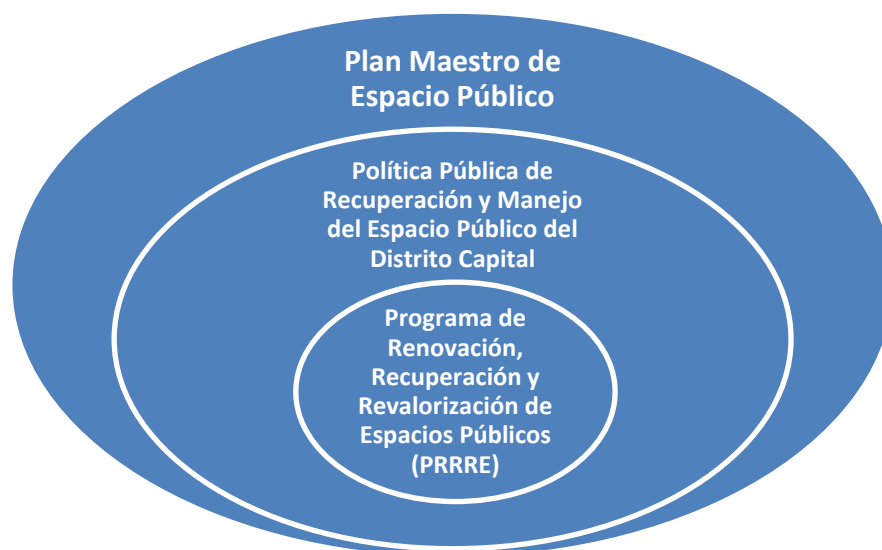 Plan Maestro de
Espacio Público
Política Pública de
Recuperación y Manejo
del Espacio Público del
Distrito Capital
Programa de
Renovación,
Recuperación y
Revalorización de
Espacios Públicos
(PRRRE)